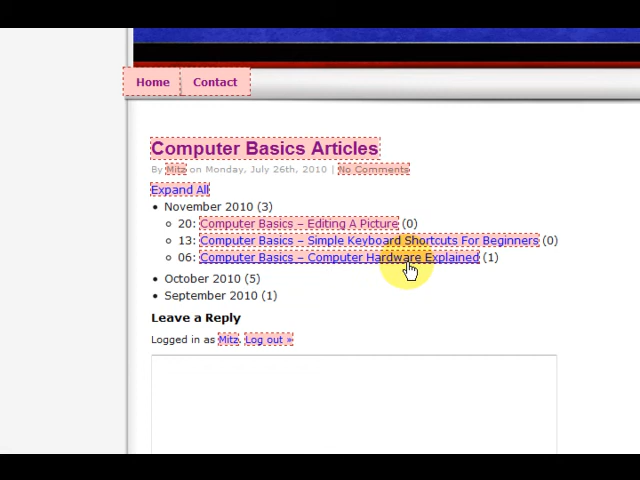 Home Contact
Computer Basics Articles
By Mitz on Monday, July 26th, 2010 | No Comments
Expand All
November 2010 (3)
20: Computer Basics – Editing A Picture (0)
13: Computer Basics – Simple Keyboard Shortcuts For Beginners (0)
06: Computer Basics – Computer Hardware Explained (1)
October 2010 (5)
September 2010 (1)
Leave a Reply
Logged in as Mitz. Log out »